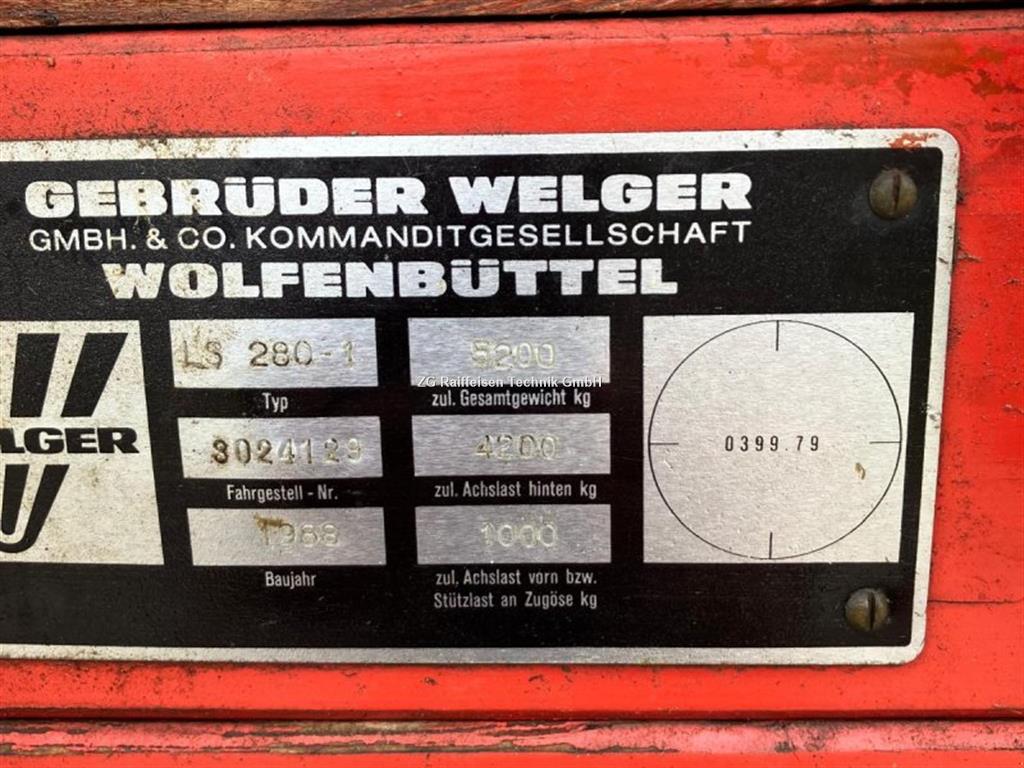 GEBRÜDER WELGER
GMBH. & CO. KOMMANDITGESELLSCHAFT
WOLFENBÜTTEL
LGER
LS 280-1
Typ
3024129
Fahrgestell - Nr.
1988
Baujahr
5200
zul. Gesamtgewicht kg
4200
zul. Achslast hinten kg
1000
zul. Achslast vorn bzw.
Stützlast an Zugöse kg
0399.79
ZG Raiffeisen Technik GmbH